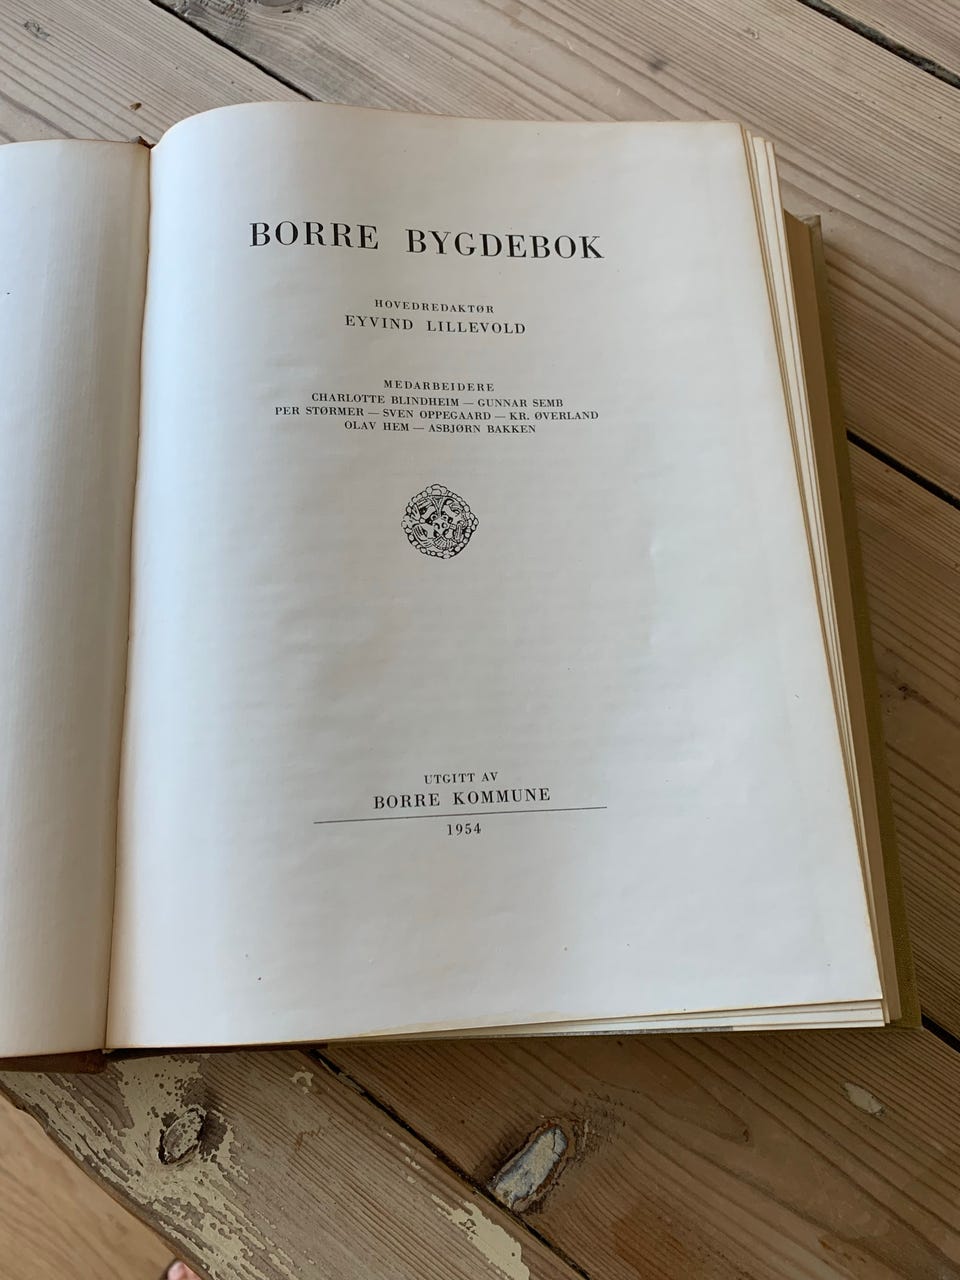 BORRE BYGDEBOK
HOVEDREDAKTØR
EYVIND LILLEVOLD
MEDARBEIDERE
CHARLOTTE BLINDHEIM — GUNNAR SEMB
PER STØRMER — SVEN OPPEGAARD — KR. ØVERLAND
OLAV HEM — ASBJØRN BAKKEN
UTGITT AV
BORRE KOMMUNE
1954